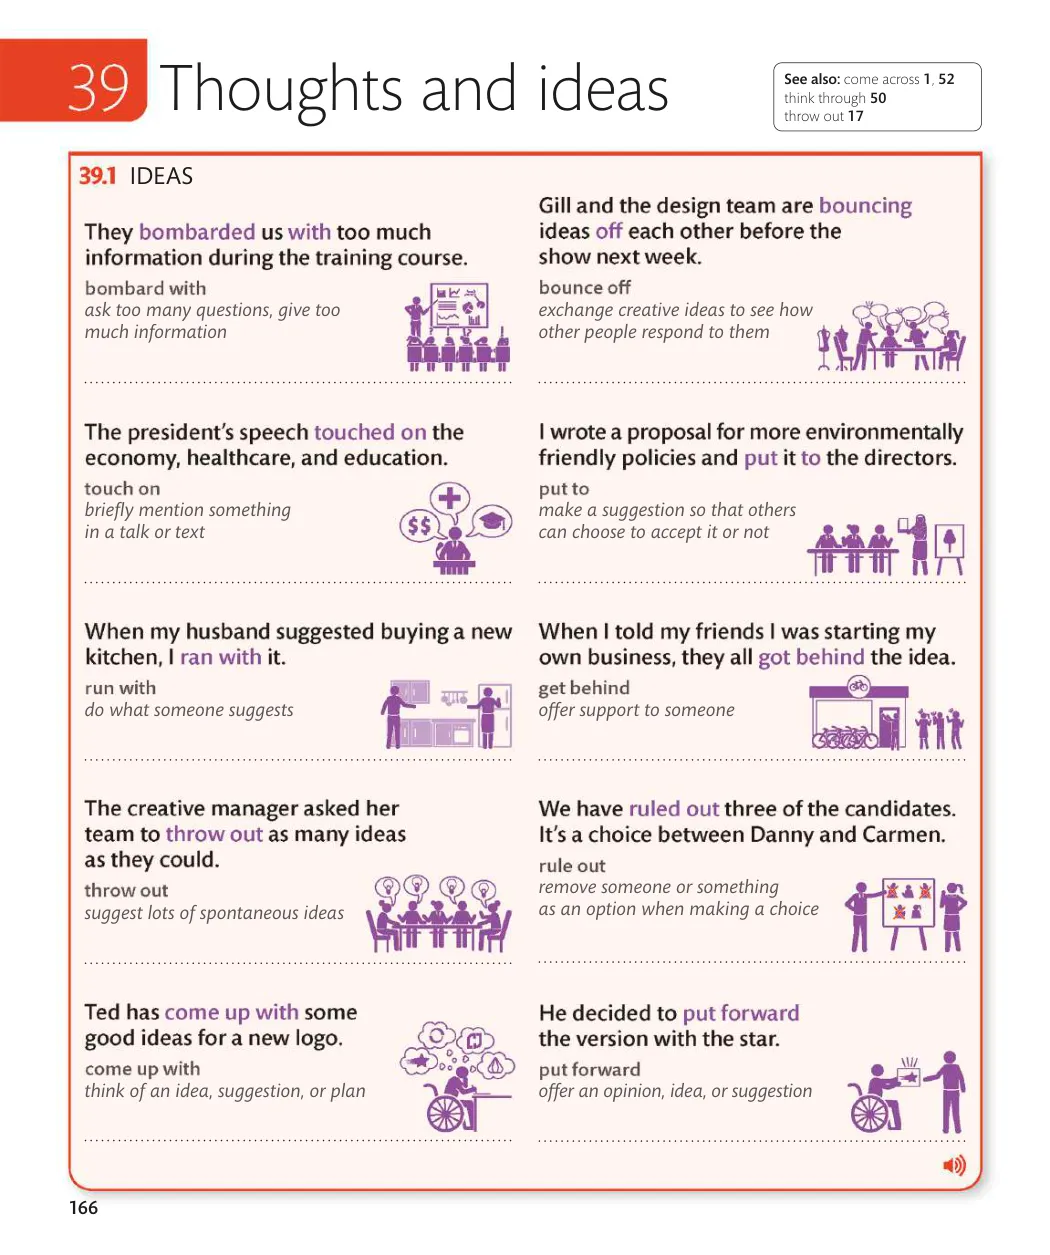 39 Thoughts and ideas
See also: come across 1, 52
think through 50
throw out 17
39.1 IDEAS
They bombarded us with too much
information during the training course.
bombard with
ask too many questions, give too
much information
Gill and the design team are bouncing
ideas off each other before the
show next week.
bounce off
exchange creative ideas to see how
other people respond to them
The president's speech touched on the
economy, healthcare, and education.
touch on
briefly mention something
in a talk or text
$$
I wrote a proposal for more environmentally
friendly policies and put it to the directors.
put to
make a suggestion so that others
can choose to accept it or not
When my husband suggested buying a new
kitchen, I ran with it.
run with
do what someone suggests
When I told my friends I was starting my
own business, they all got behind the idea.
get behind
offer support to someone
The creative manager asked her
team to throw out as many ideas
as they could.
throw out
suggest lots of spontaneous ideas
We have ruled out three of the candidates.
It's a choice between Danny and Carmen.
rule out
remove someone or something
as an option when making a choice
Ted has come up with some
good ideas for a new logo.
come up with
think of an idea, suggestion, or plan
He decided to put forward
the version with the star.
put forward
offer an opinion, idea, or suggestion
166